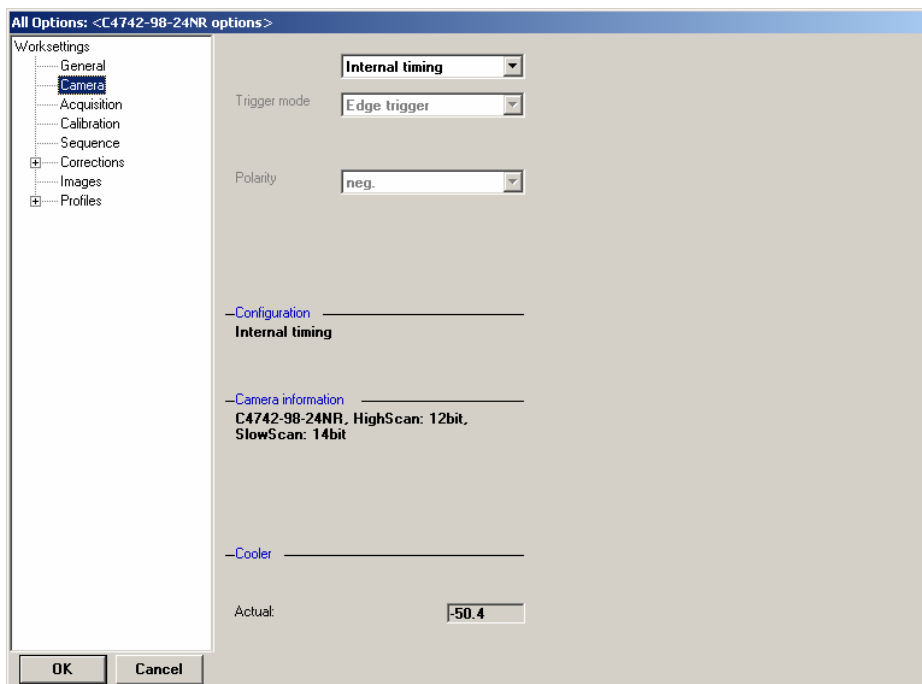 All Options: <C4742-98-24NR options>
Worksettings
General
Camera
Acquisition
Calibration
Sequence
Corrections
Images
Profiles
Internal timing
Trigger mode
Edge trigger
Polarity
neg.
Configuration
Internal timing
Camera information
C4742-98-24NR, HighScan: 12bit,
SlowScan: 14bit
Cooler
Actual:
-50.4
OK
Cancel